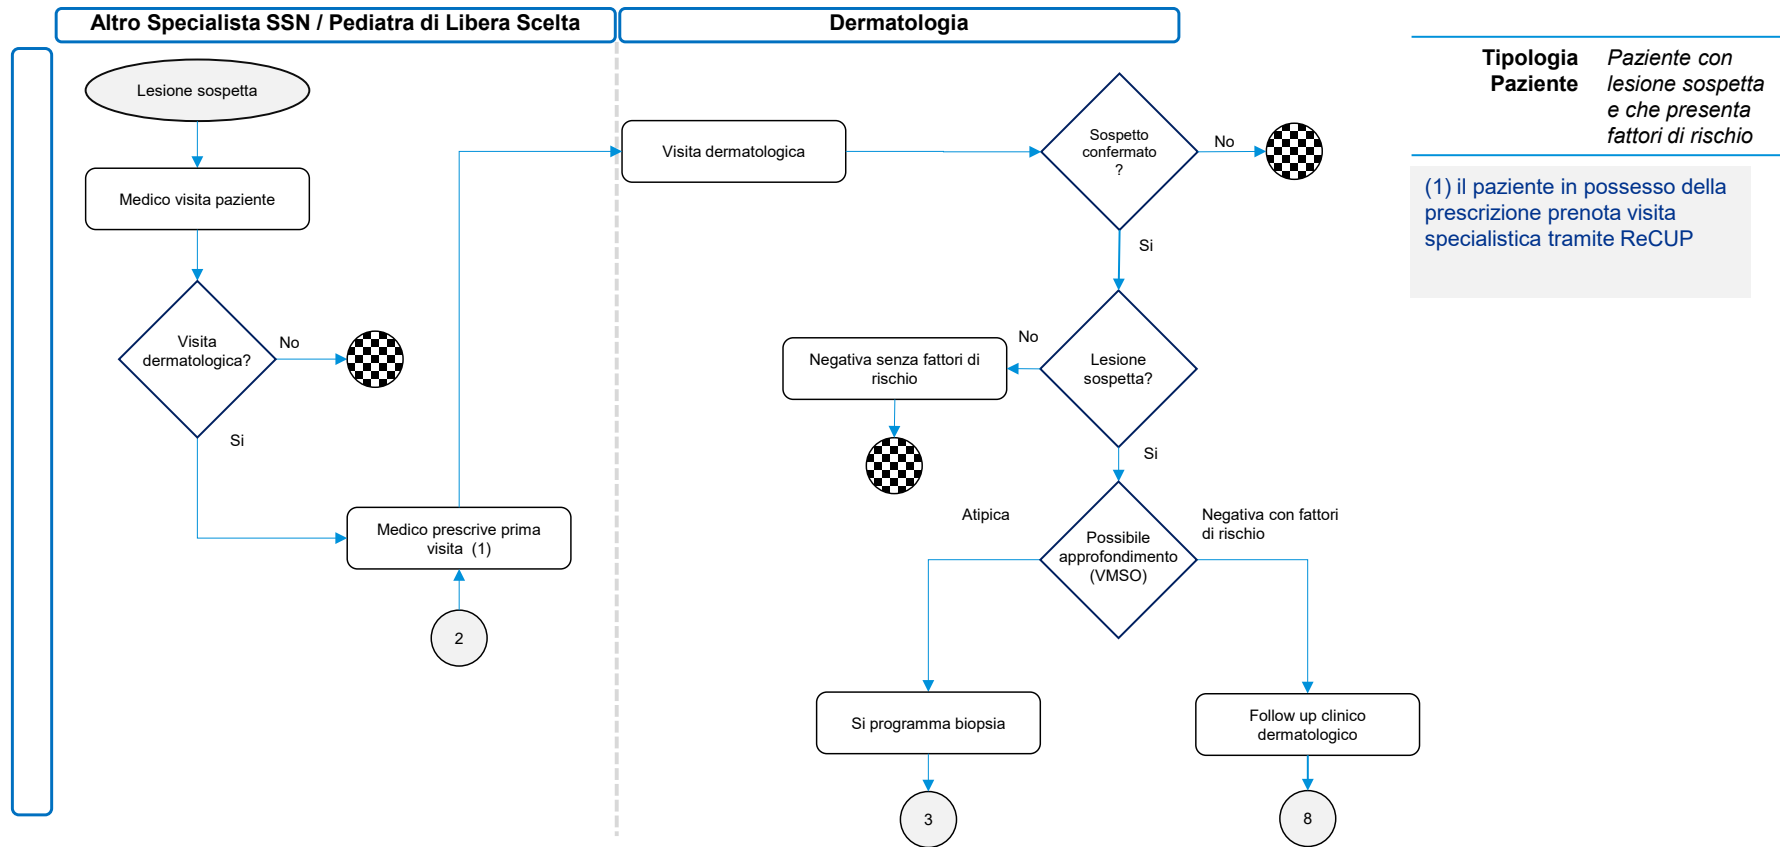 Altro Specialista SSN / Pediatra di Libera Scelta
Dermatologia
Lesione sospetta
Medico visita paziente
Visita
dermatologica?
No
Si
Medico prescrive prima
visita (1)
2
Visita dermatologica
Sospetto
confermato
?
No
Si
Lesione
sospetta?
No
Negativa senza fattori di
rischio
Si
Possibile
approfondimento
(VMSO)
Atipica
Negativa con fattori
di rischio
Si programma biopsia
Follow up clinico
dermatologico
3
8
Tipologia
Paziente
Paziente con
lesione sospetta
e che presenta
fattori di rischio
(1) il paziente in possesso della
prescrizione prenota visita
specialistica tramite ReCUP